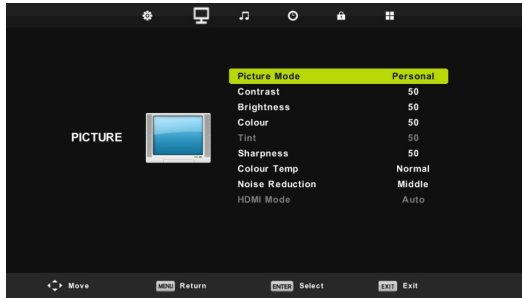 Picture Mode Personal
Contrast 50
Brightness 50
Colour 50
PICTURE
Tint 50
Sharpness 50
Colour Temp Normal
Noise Reduction Middle
HDMI Mode Auto
Move MENU Return ENTER Select EXIT Exit